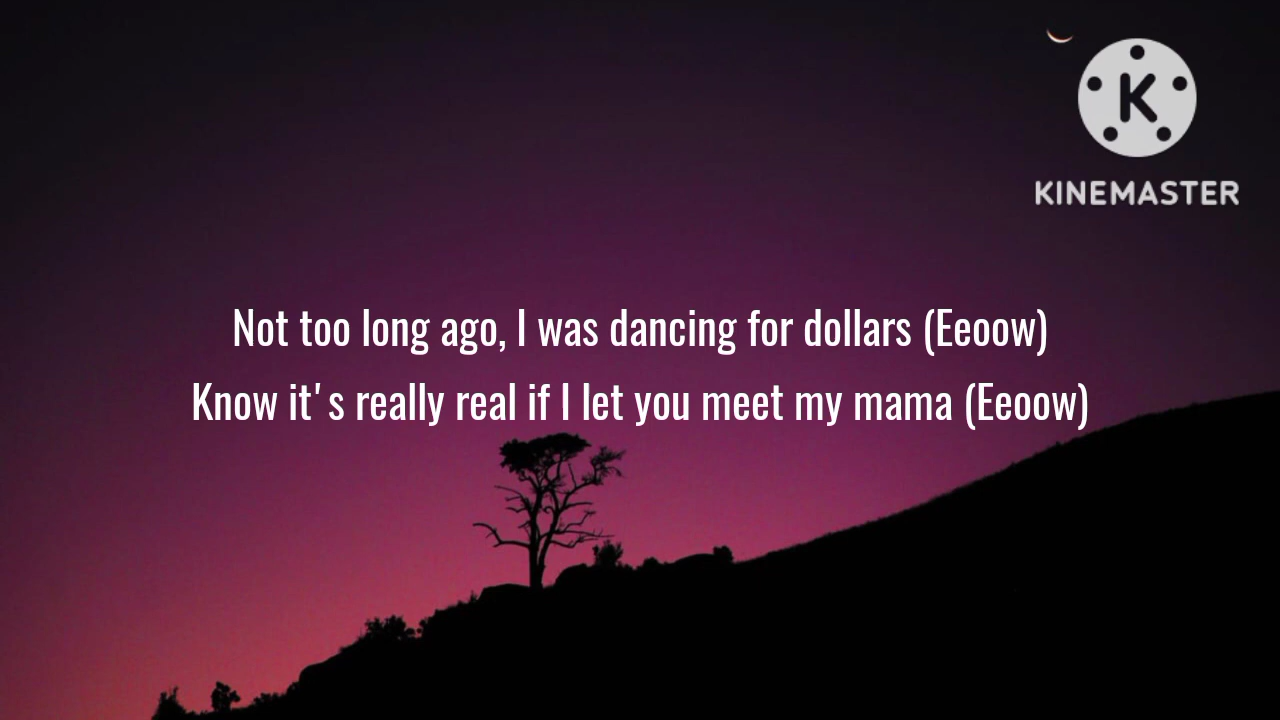 K
KINEMASTER
Not too long ago, I was dancing for dollars (Eeoow)
Know it's really real if I let you meet my mama (Eeoow)